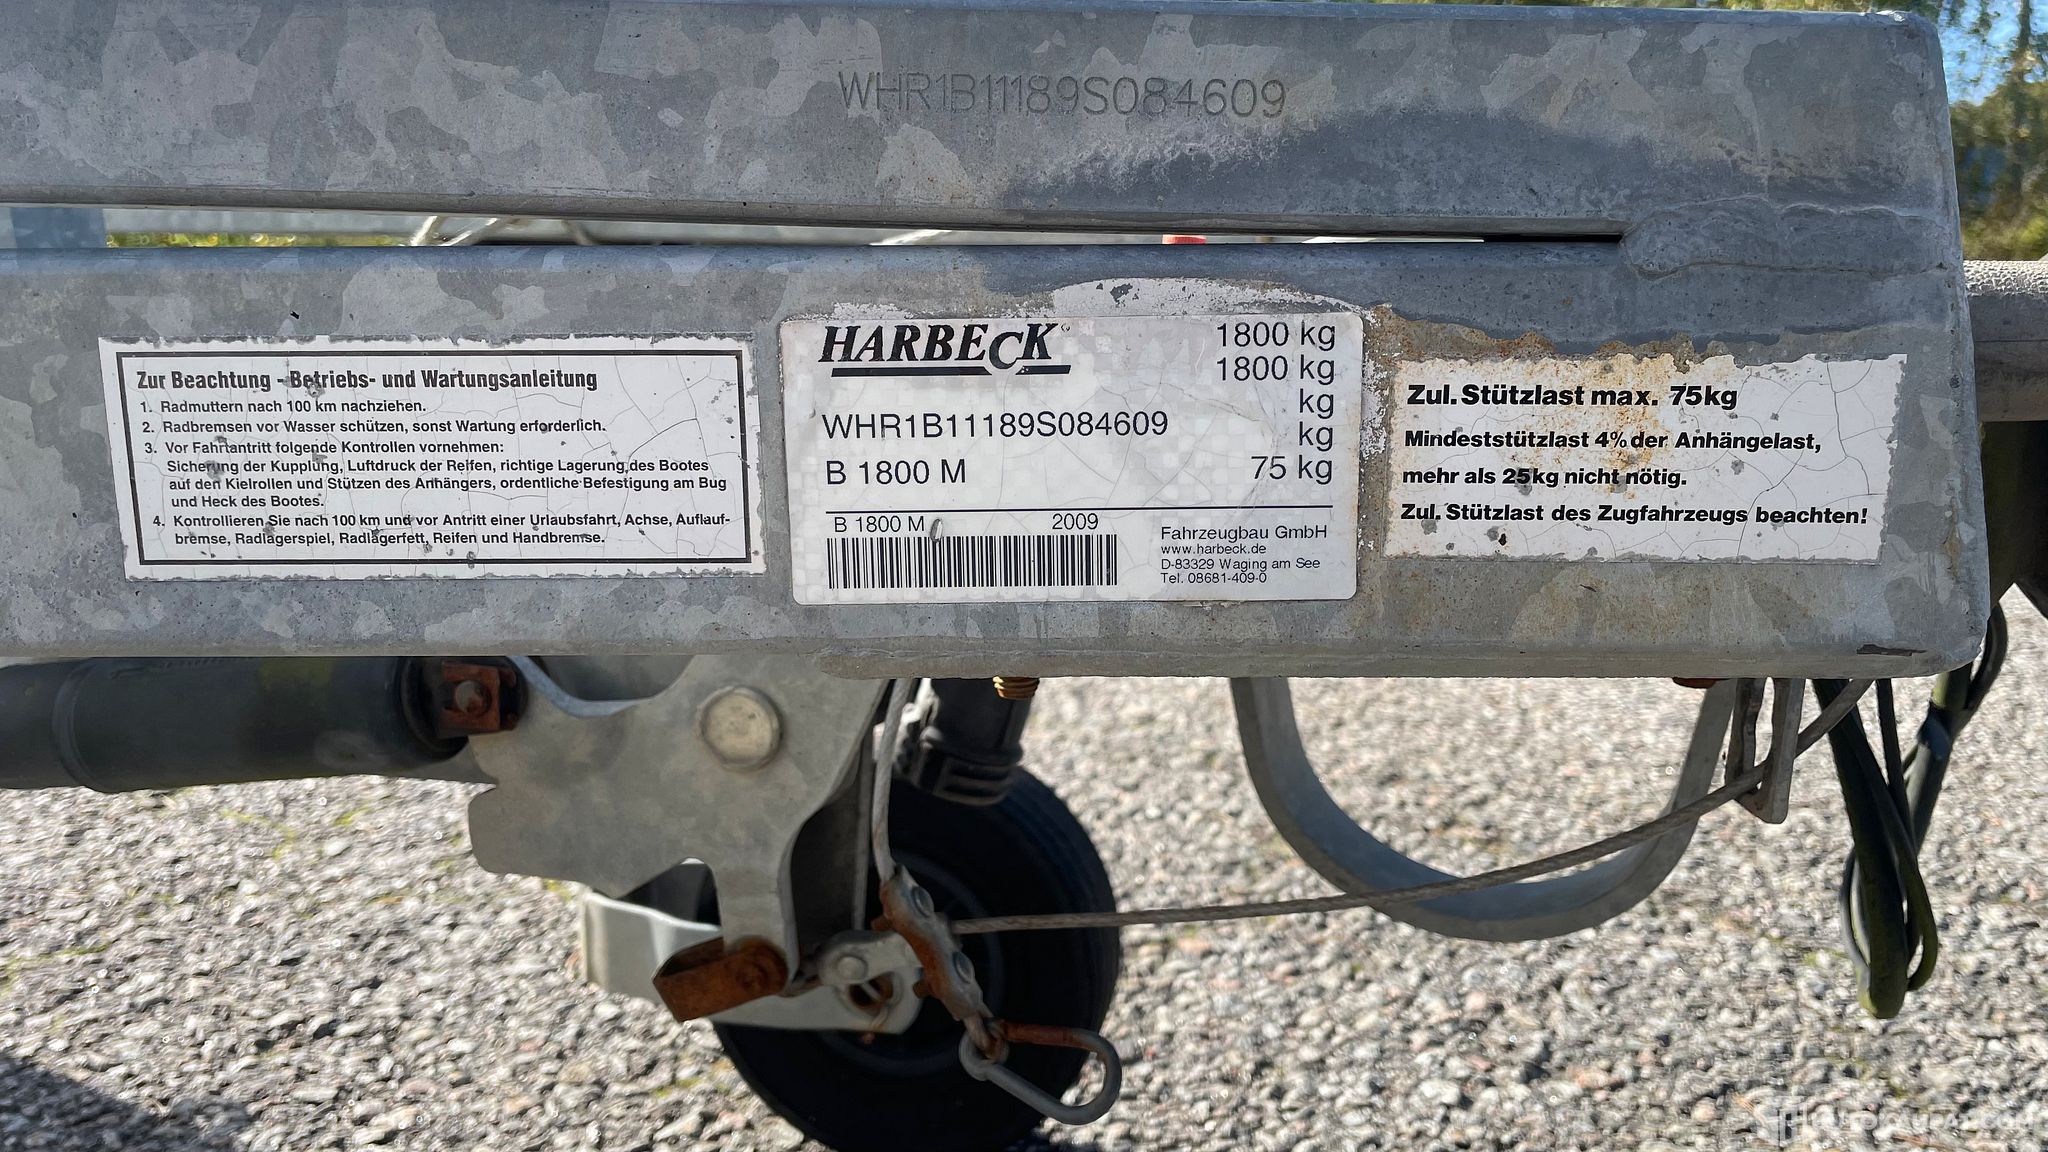 WHR1B11189S084609
Zur Beachtung - Betriebs- und Wartungsanleitung
1. Radmuttern nach 100 km nachziehen.
2. Radbremsen vor Wasser schützen, sonst Wartung erforderlich.
3. Vor Fahrtantritt folgende Kontrollen vornehmen:
Sicherung der Kupplung, Luftdruck der Reifen, richtige Lagerung des Bootes
auf den Kielrollen und Stützen des Anhängers, ordentliche Befestigung am Bug
und Heck des Bootes.
4. Kontrollieren Sie nach 100 km und vor Antritt einer Urlaubsfahrt, Achse, Auflauf-
bremse, Radlagerspiel, Radlagerfett, Reifen und Handbremse.
HARBECK
1800 kg
1800 kg
kg
WHR1B11189S084609
kg
B 1800 M
75 kg
B 1800 M 2009
Fahrzeugbau GmbH
www.harbeck.de
D-83329 Waging am See
Tel. 08681-409-0
Zul. Stützlast max. 75kg
Mindeststützlast 4% der Anhängelast,
mehr als 25kg nicht nötig.
Zul. Stützlast des Zugfahrzeugs beachten!